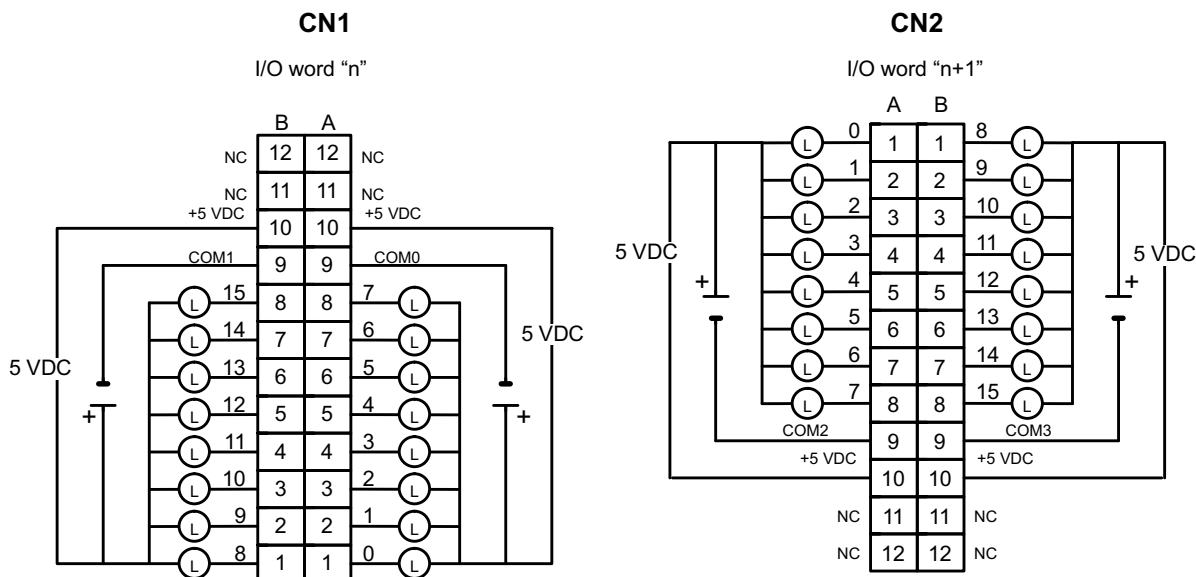 CN1
I/O word “n”
B A
NC 12 12 NC
NC 11 11 NC
+5 VDC 10 10 +5 VDC
COM1 9 9 COM0
L 15 8 8 7 L
L 14 7 7 6 L
L 13 6 6 5 L
L 12 5 5 4 L
L 11 4 4 3 L
L 10 3 3 2 L
L 9 2 2 1 L
L 8 1 1 0 L
5 VDC
+
+
5 VDC
CN2
I/O word “n+1”
A B
L 0 1 1 8 L
L 1 2 2 9 L
L 2 3 3 10 L
L 3 4 4 11 L
L 4 5 5 12 L
L 5 6 6 13 L
L 6 7 7 14 L
L 7 8 8 15 L
COM2 9 9 COM3
+5 VDC 10 10 +5 VDC
NC 11 11 NC
NC 12 12 NC
5 VDC
+
+
5 VDC